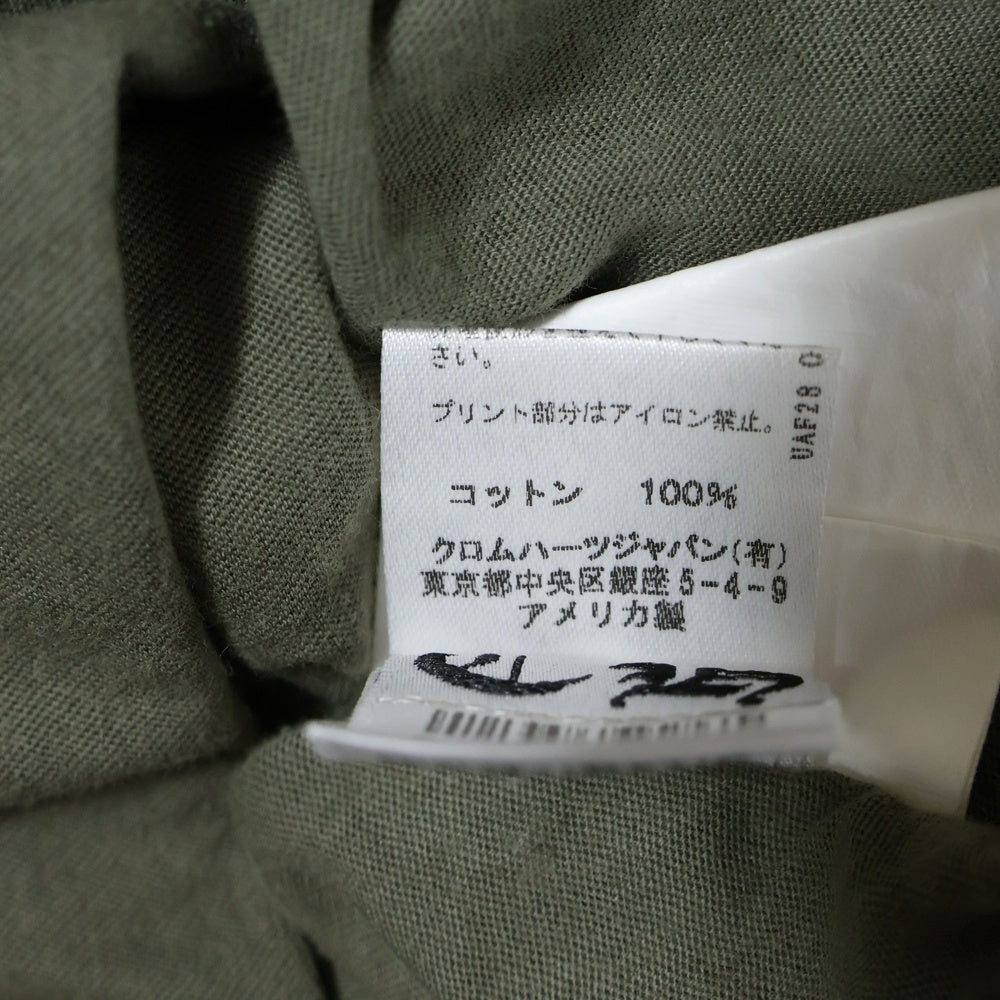 さい。
プリント部分はアイロン禁止。
コットン 100%
クロムハーツジャパン(有)
東京都中央区銀座5-4-9
アメリカ製